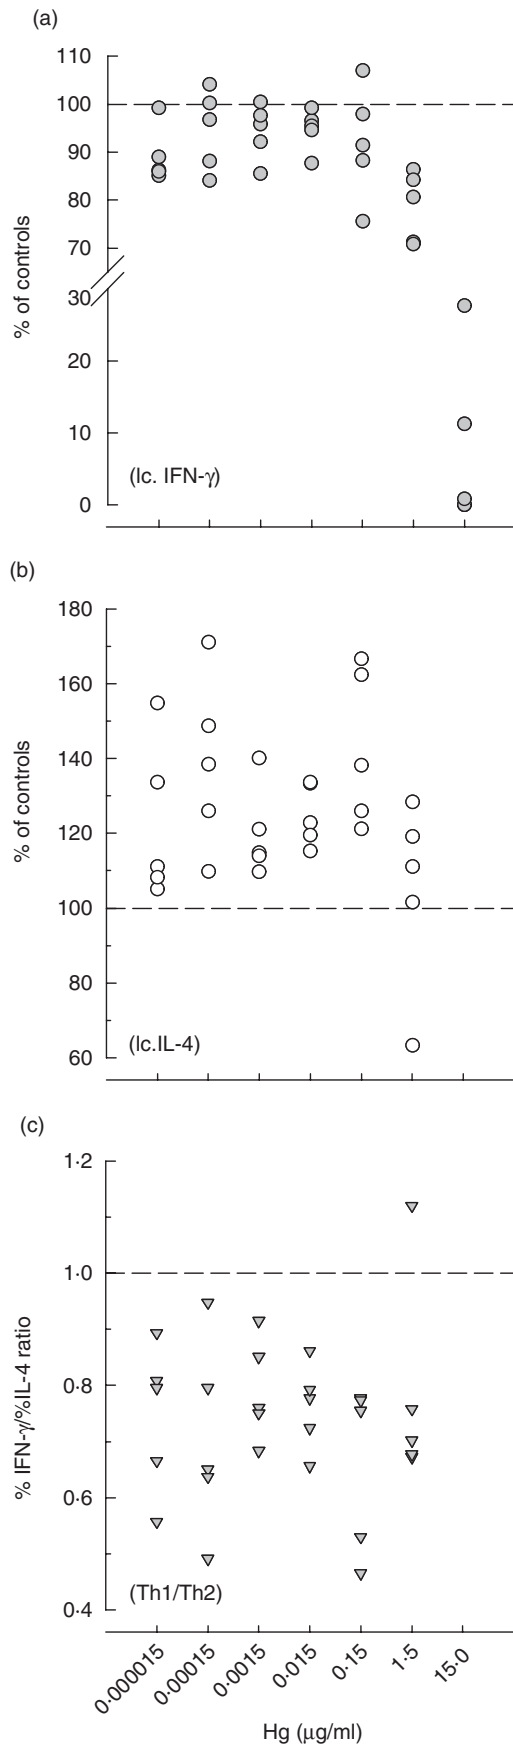 (a)
110
100
90
80
70
30
20
10
0
% of controls
(Ic. IFN-γ)
(b)
180
160
140
120
100
80
60
% of controls
(Ic.IL-4)
(c)
1·2
1·0
0·8
0·6
0·4
% IFN-γ/%IL-4 ratio
(Th1/Th2)
0·000015
0·00015
0·0015
0·015
0·15
1·5
15·0
Hg (μg/ml)